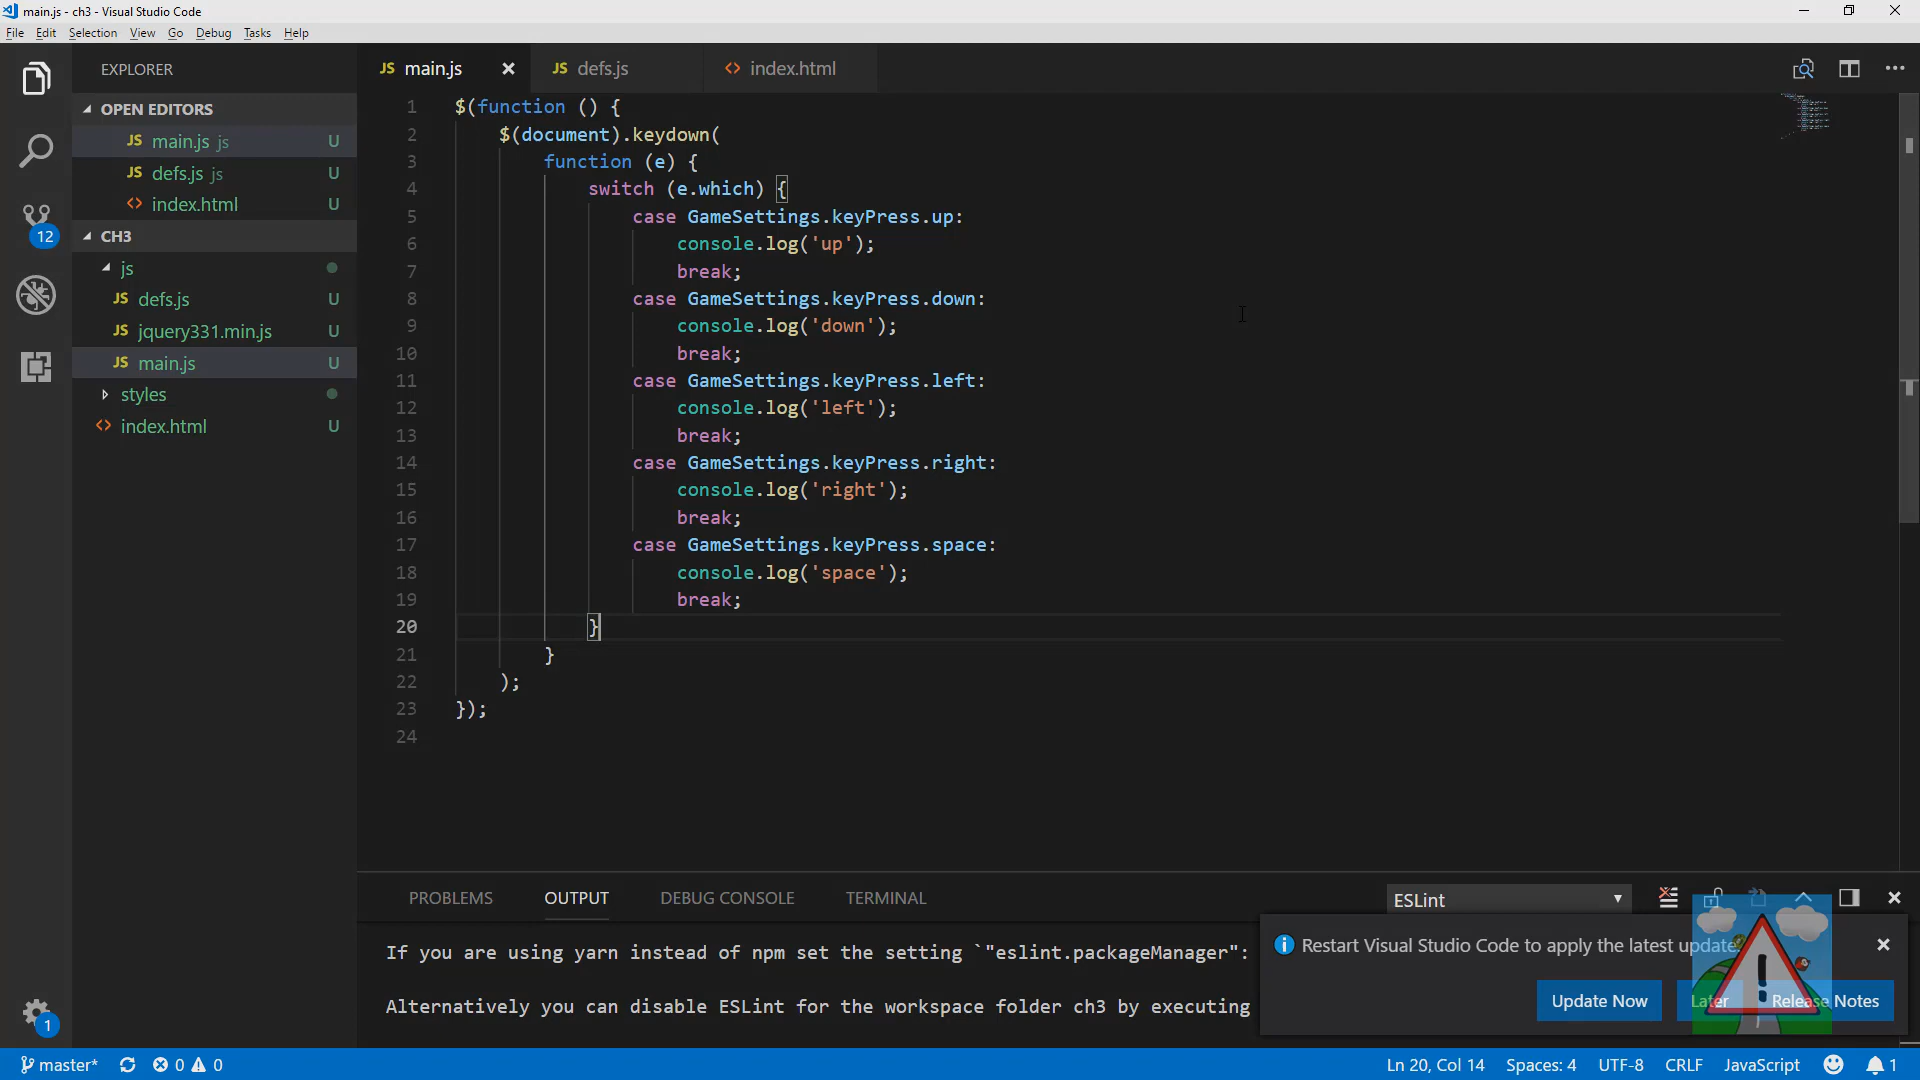 main.js - ch3 - Visual Studio Code
File Edit Selection View Go Debug Tasks Help
EXPLORER
JS main.js
JS defs.js
<> index.html
OPEN EDITORS
JS main.js js U
JS defs.js js U
<> index.html U
12
CH3
js
JS defs.js U
JS jquery331.min.js U
JS main.js U
styles
<> index.html U
1 $(function () {
2 $(document).keydown(
3 function (e) {
4 switch (e.which) {
5 case GameSettings.keyPress.up:
6 console.log('up');
7 break;
8 case GameSettings.keyPress.down:
9 console.log('down');
10 break;
11 case GameSettings.keyPress.left:
12 console.log('left');
13 break;
14 case GameSettings.keyPress.right:
15 console.log('right');
16 break;
17 case GameSettings.keyPress.space:
18 console.log('space');
19 break;
20 }
21 }
22 );
23 });
24
PROBLEMS OUTPUT DEBUG CONSOLE TERMINAL
ESLint
If you are using yarn instead of npm set the setting `"eslint.packageManager":
Alternatively you can disable ESLint for the workspace folder ch3 by executing
Restart Visual Studio Code to apply the latest update.
Update Now Later Release Notes
1
master* 0 0
Ln 20, Col 14 Spaces: 4 UTF-8 CRLF JavaScript 1